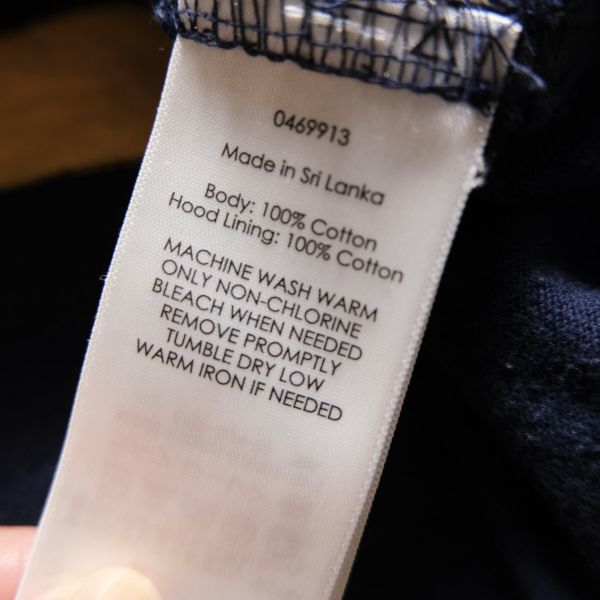 0469913
Made in Sri Lanka
Body: 100% Cotton
Hood Lining: 100% Cotton
MACHINE WASH WARM
ONLY NON-CHLORINE
BLEACH WHEN NEEDED
REMOVE PROMPTLY
TUMBLE DRY LOW
WARM IRON IF NEEDED